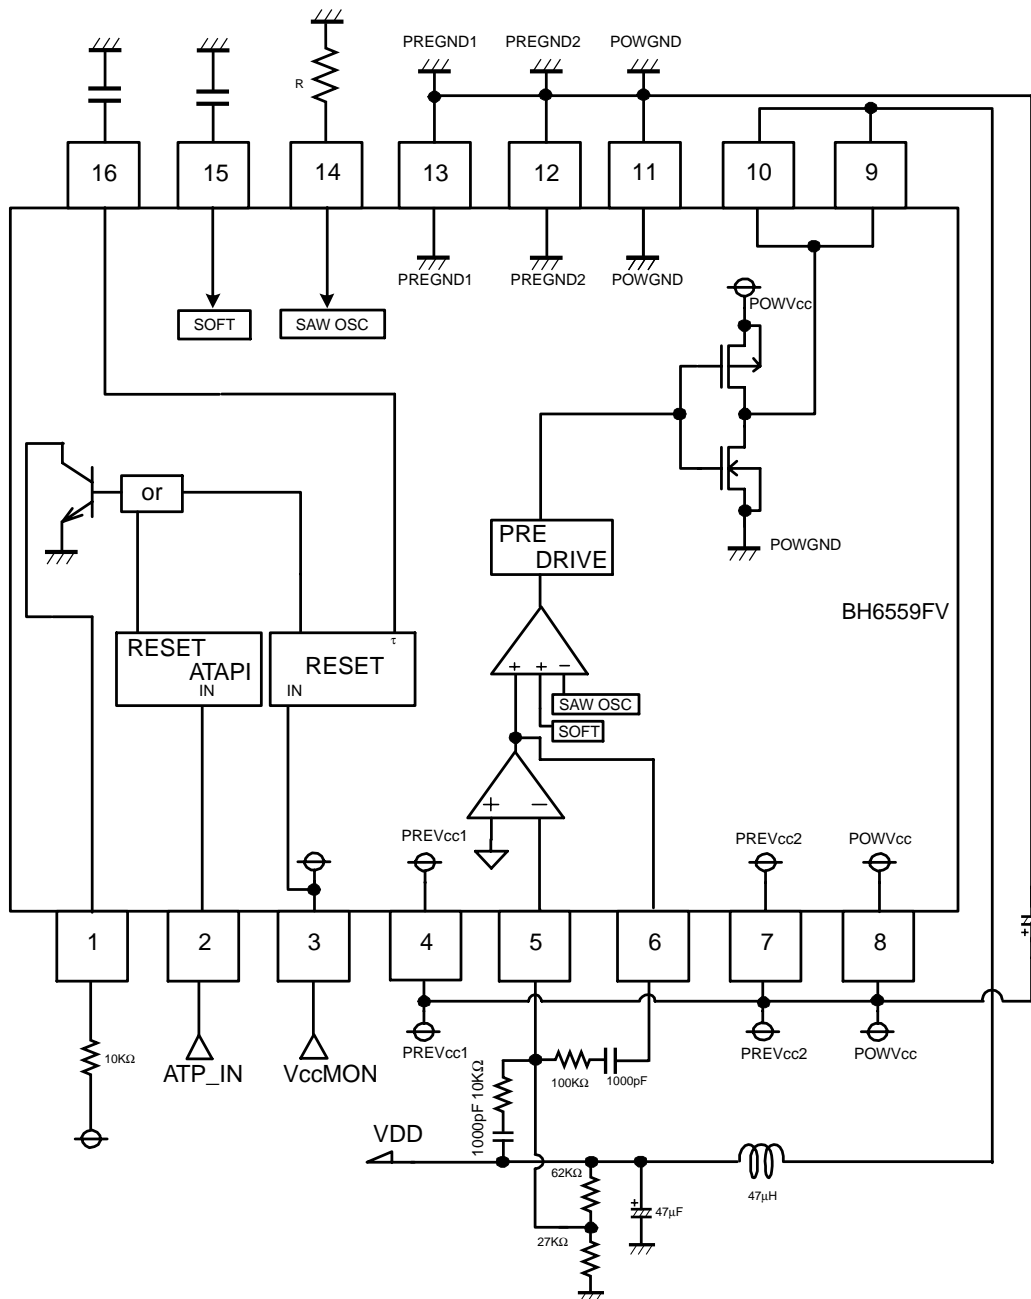 PREGND1
PREGND2
POWGND
R
16
15
14
13
12
11
10
9
PREGND1
PREGND2
POWGND
SOFT
SAW OSC
POWVcc
or
PRE
DRIVE
POWGND
BH6559FV
RESET
ATAPI
IN
τ
RESET
IN
+
+
−
SAW OSC
SOFT
+
−
PREVcc1
PREVcc2
POWVcc
1
2
3
4
5
6
7
8
+
PREVcc1
PREVcc2
POWVcc
10KΩ
ATP_IN
VccMON
100KΩ
1000pF
1000pF 10KΩ
VDD
62KΩ
47μH
+
47μF
27KΩ